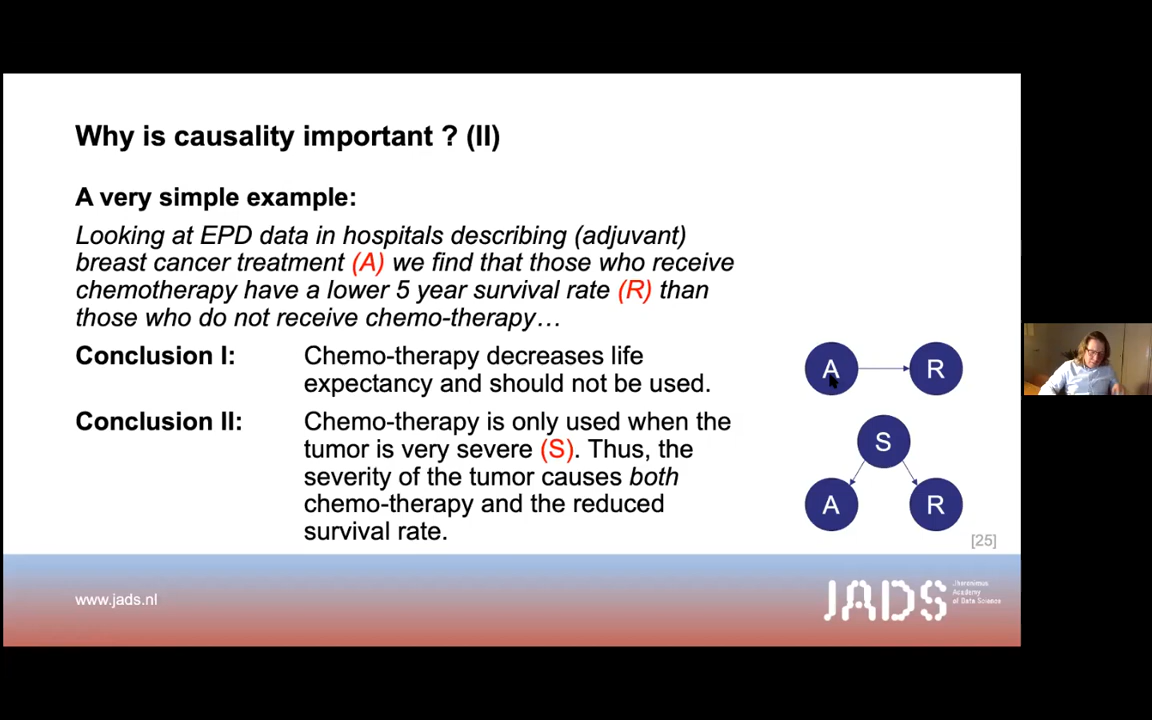 Why is causality important ? (II)
A very simple example:
Looking at EPD data in hospitals describing (adjuvant)
breast cancer treatment (A) we find that those who receive
chemotherapy have a lower 5 year survival rate (R) than
those who do not receive chemo-therapy…
Conclusion I: Chemo-therapy decreases life
expectancy and should not be used.
A R
Conclusion II: Chemo-therapy is only used when the
tumor is very severe (S). Thus, the
severity of the tumor causes both
chemo-therapy and the reduced
survival rate.
S
A R
[25]
www.jads.nl
JADS
Jheronimus
Academy
of Data Science